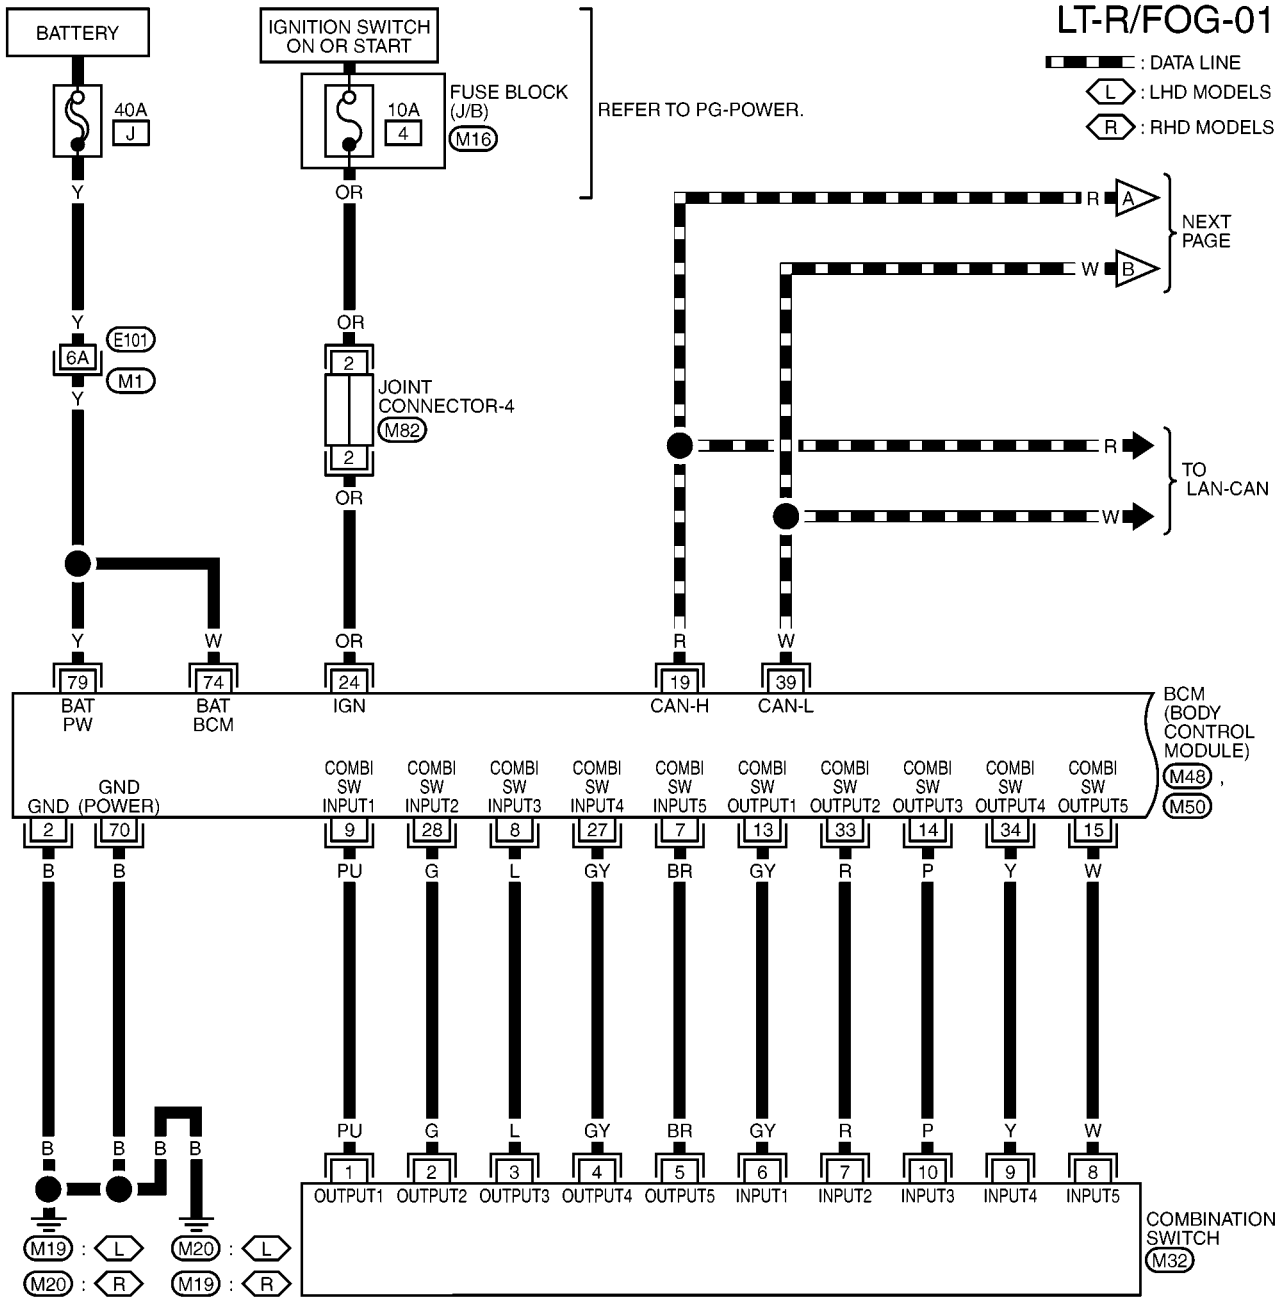 LT-R/FOG-01
BATTERY
IGNITION SWITCH
ON OR START
: DATA LINE
L : LHD MODELS
R : RHD MODELS
40A
J
10A
4
FUSE BLOCK
(J/B)
M16
REFER TO PG-POWER.
Y
OR
R A
W B
NEXT
PAGE
Y
OR
6A
E101
M1
Y
2
JOINT
CONNECTOR-4
M82
2
OR
R
W
TO
LAN-CAN
Y W OR R W
79 74 24 19 39
BAT
PW
BAT
BCM
IGN
CAN-H
CAN-L
BCM
(BODY
CONTROL
MODULE)
M48 ,
M50
GND
GND
(POWER)
COMBI
SW
INPUT1
COMBI
SW
INPUT2
COMBI
SW
INPUT3
COMBI
SW
INPUT4
COMBI
SW
INPUT5
COMBI
SW
OUTPUT1
COMBI
SW
OUTPUT2
COMBI
SW
OUTPUT3
COMBI
SW
OUTPUT4
COMBI
SW
OUTPUT5
2 70 9 28 8 27 7 13 33 14 34 15
B B PU G L GY BR GY R P Y W
B B B B PU G L GY BR GY R P Y W
1 2 3 4 5 6 7 10 9 8
OUTPUT1 OUTPUT2 OUTPUT3 OUTPUT4 OUTPUT5 INPUT1 INPUT2 INPUT3 INPUT4 INPUT5
COMBINATION
SWITCH
M32
M19 : L M20 : L
M20 : R M19 : R